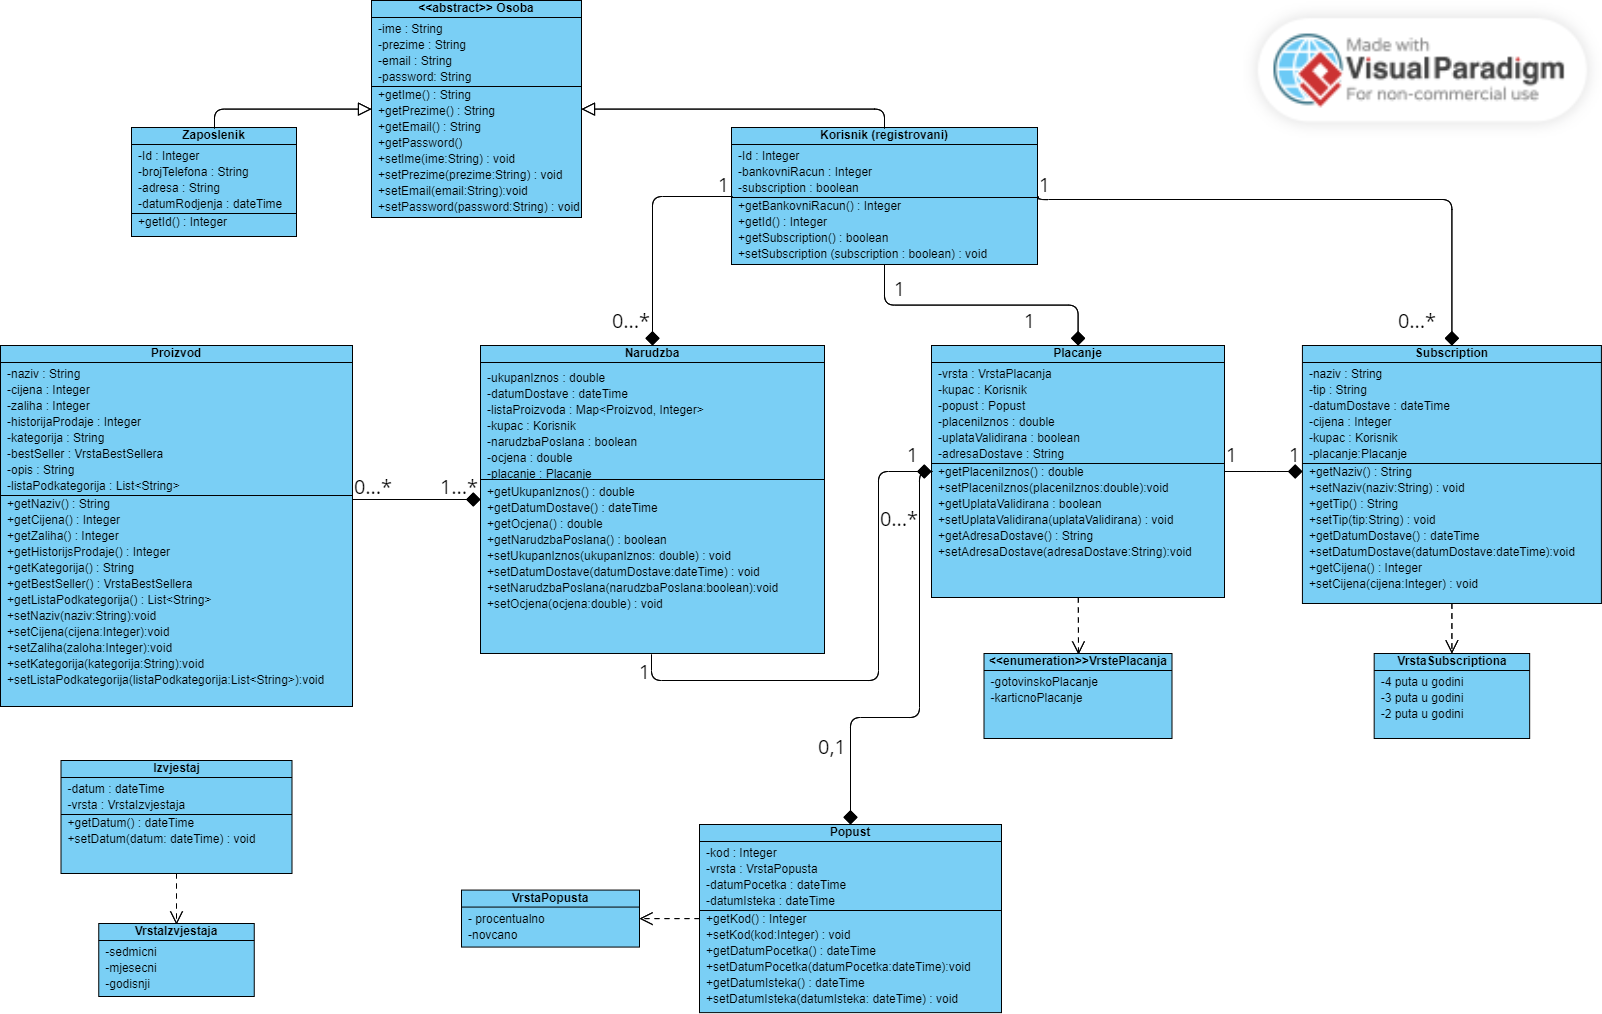 <<abstract>> Osoba
-ime : String
-prezime : String
-email : String
-password: String
+getIme() : String
+getPrezime() : String
+getEmail() : String
+getPassword()
+setIme(ime:String) : void
+setPrezime(prezime:String) : void
+setEmail(email:String):void
+setPassword(password:String) : void
Made with
VisualParadigm
For non-commercial use
Zaposlenik
-Id : Integer
-brojTelefona : String
-adresa : String
-datumRodjenja : dateTime
+getId() : Integer
Korisnik (registrovani)
-Id : Integer
-bankovniRacun : Integer
-subscription : boolean
+getBankovniRacun() : Integer
+getId() : Integer
+getSubscription() : boolean
+setSubscription (subscription : boolean) : void
1
1
1
0...*
1
0...*
Proizvod
-naziv : String
-cijena : Integer
-zaliha : Integer
-historijaProdaje : Integer
-kategorija : String
-bestSeller : VrstaBestSellera
-opis : String
-listaPodkategorija : List<String>
+getNaziv() : String
+getCijena() : Integer
+getZaliha() : Integer
+getHistorijsProdaje() : Integer
+getKategorija() : String
+getBestSeller() : VrstaBestSellera
+getListaPodkategorija() : List<String>
+setNaziv(naziv:String):void
+setCijena(cijena:Integer):void
+setZaliha(zaloha:Integer):void
+setKategorija(kategorija:String):void
+setListaPodkategorija(listaPodkategorija:List<String>):void
0...*
1...*
Narudzba
-ukupanIznos : double
-datumDostave : dateTime
-listaProizvoda : Map<Proizvod, Integer>
-kupac : Korisnik
-narudzbaPoslana : boolean
-ocjena : double
-placanje : Placanje
+getUkupanIznos() : double
+getDatumDostave() : dateTime
+getOcjena() : double
+getNarudzbaPoslana() : boolean
+setUkupanIznos(ukupanIznos: double) : void
+setDatumDostave(datumDostave:dateTime) : void
+setNarudzbaPoslana(narudzbaPoslana:boolean):void
+setOcjena(ocjena:double) : void
1
1
0...*
Placanje
-vrsta : VrstaPlacanja
-kupac : Korisnik
-popust : Popust
-placeniIznos : double
-uplataValidirana : boolean
-adresaDostave : String
+getPlaceniIznos() : double
+setPlaceniIznos(placeniIznos:double):void
+getUplataValidirana : boolean
+setUplataValidirana(uplataValidirana) : void
+getAdresaDostave() : String
+setAdresaDostave(adresaDostave:String):void
1
1
Subscription
-naziv : String
-tip : String
-datumDostave : dateTime
-cijena : Integer
-kupac : Korisnik
-placanje:Placanje
+getNaziv() : String
+setNaziv(naziv:String) : void
+getTip() : String
+setTip(tip:String) : void
+getDatumDostave() : dateTime
+setDatumDostave(datumDostave:dateTime):void
+getCijena() : Integer
+setCijena(cijena:Integer) : void
<<enumeration>>VrstePlacanja
-gotovinskoPlacanje
-karticnoPlacanje
VrstaSubscriptiona
-4 puta u godini
-3 puta u godini
-2 puta u godini
0,1
Izvjestaj
-datum : dateTime
-vrsta : VrstaIzvjestaja
+getDatum() : dateTime
+setDatum(datum: dateTime) : void
VrstaIzvjestaja
-sedmicni
-mjesecni
-godisnji
VrstaPopusta
- procentualno
-novcano
Popust
-kod : Integer
-vrsta : VrstaPopusta
-datumPocetka : dateTime
-datumIsteka : dateTime
+getKod() : Integer
+setKod(kod:Integer) : void
+getDatumPocetka() : dateTime
+setDatumPocetka(datumPocetka:dateTime):void
+getDatumIsteka() : dateTime
+setDatumIsteka(datumIsteka: dateTime) : void